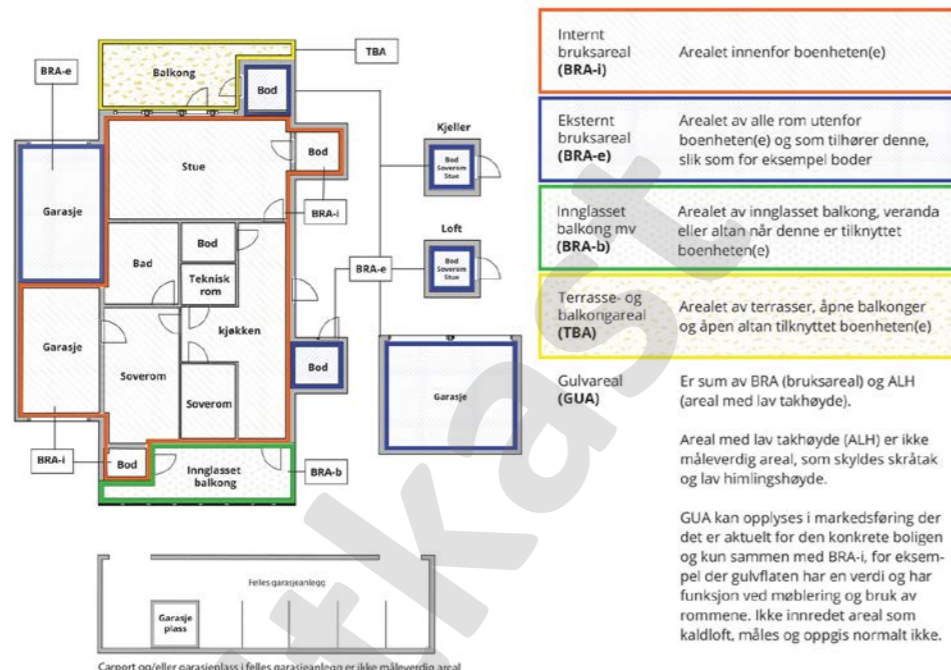 TBA
BRA-e
Balkong
Bod
Kjeller
Bod
Soverom
Stue
Stue
Bod
Garasje
BRA-i
Loft
Bod
Bod
Soverom
Stue
Bad
BRA-e
Teknisk
rom
kjøkken
Garasje
Soverom
Bod
Garasje
Soverom
BRA-i
Bod
Innglasset
balkong
BRA-b
Felles garasjeanlegg
Garasje
plass
Carport og/eller garasjeplass i felles garasjeanlegg er ikke måleverdig areal
Internt
bruksareal
(BRA-i)
Arealet innenfor boenheten(e)
Eksternt
bruksareal
(BRA-e)
Arealet av alle rom utenfor
boenheten(e) og som tilhører denne,
slik som for eksempel boder
Innglasset
balkong mv
(BRA-b)
Arealet av innglasset balkong, veranda
eller altan når denne er tilknyttet
boenheten(e)
Terrasse- og
balkongareal
(TBA)
Arealet av terrasser, åpne balkonger
og åpen altan tilknyttet boenheten(e)
Gulvareal
(GUA)
Er sum av BRA (bruksareal) og ALH
(areal med lav takhøyde).
Areal med lav takhøyde (ALH) er ikke
måleverdig areal, som skyldes skråtak
og lav himlingshøyde.
GUA kan opplyses i markedsføring der
det er aktuelt for den konkrete boligen
og kun sammen med BRA-i, for eksem-
pel der gulvflaten har en verdi og har
funksjon ved møblering og bruk av
rommene. Ikke innredet areal som
kaldloft, måles og oppgis normalt ikke.